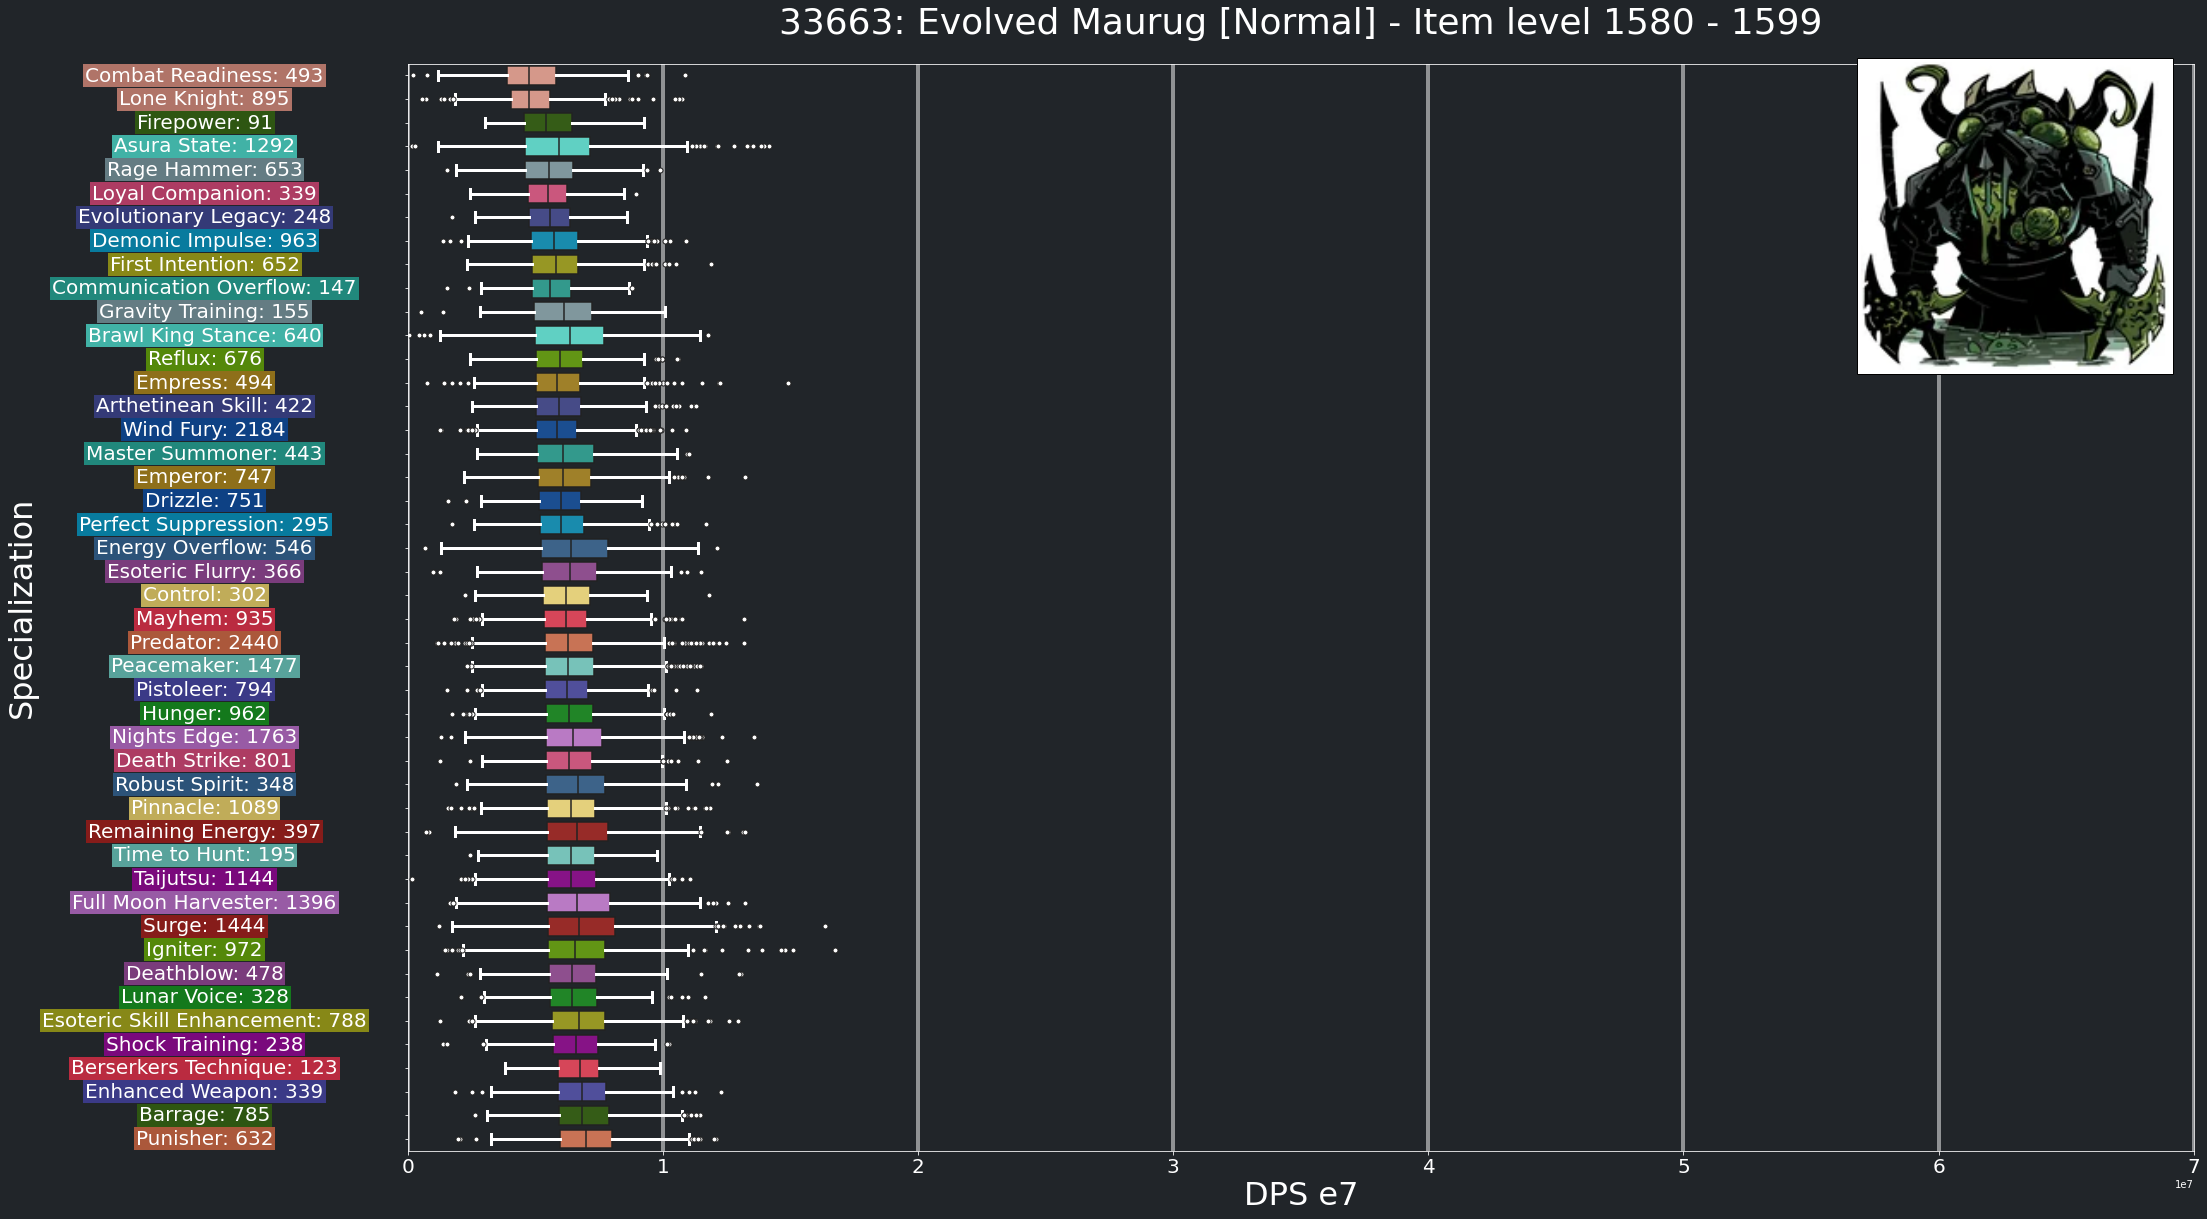 33663: Evolved Maurug [Normal] - Item level 1580 - 1599
Combat Readiness: 493
Lone Knight: 895
Firepower: 91
Asura State: 1292
Rage Hammer: 653
Loyal Companion: 339
Evolutionary Legacy: 248
Demonic Impulse: 963
First Intention: 652
Communication Overflow: 147
Gravity Training: 155
Brawl King Stance: 640
Reflux: 676
Empress: 494
Arthetinean Skill: 422
Wind Fury: 2184
Master Summoner: 443
Emperor: 747
Drizzle: 751
Perfect Suppression: 295
Energy Overflow: 546
Esoteric Flurry: 366
Control: 302
Mayhem: 935
Predator: 2440
Peacemaker: 1477
Pistoleer: 794
Hunger: 962
Nights Edge: 1763
Death Strike: 801
Robust Spirit: 348
Pinnacle: 1089
Remaining Energy: 397
Time to Hunt: 195
Taijutsu: 1144
Full Moon Harvester: 1396
Surge: 1444
Igniter: 972
Deathblow: 478
Lunar Voice: 328
Esoteric Skill Enhancement: 788
Shock Training: 238
Berserkers Technique: 123
Enhanced Weapon: 339
Barrage: 785
Punisher: 632
Specialization
0 1 2 3 4 5 6 7
1e7
DPS e7